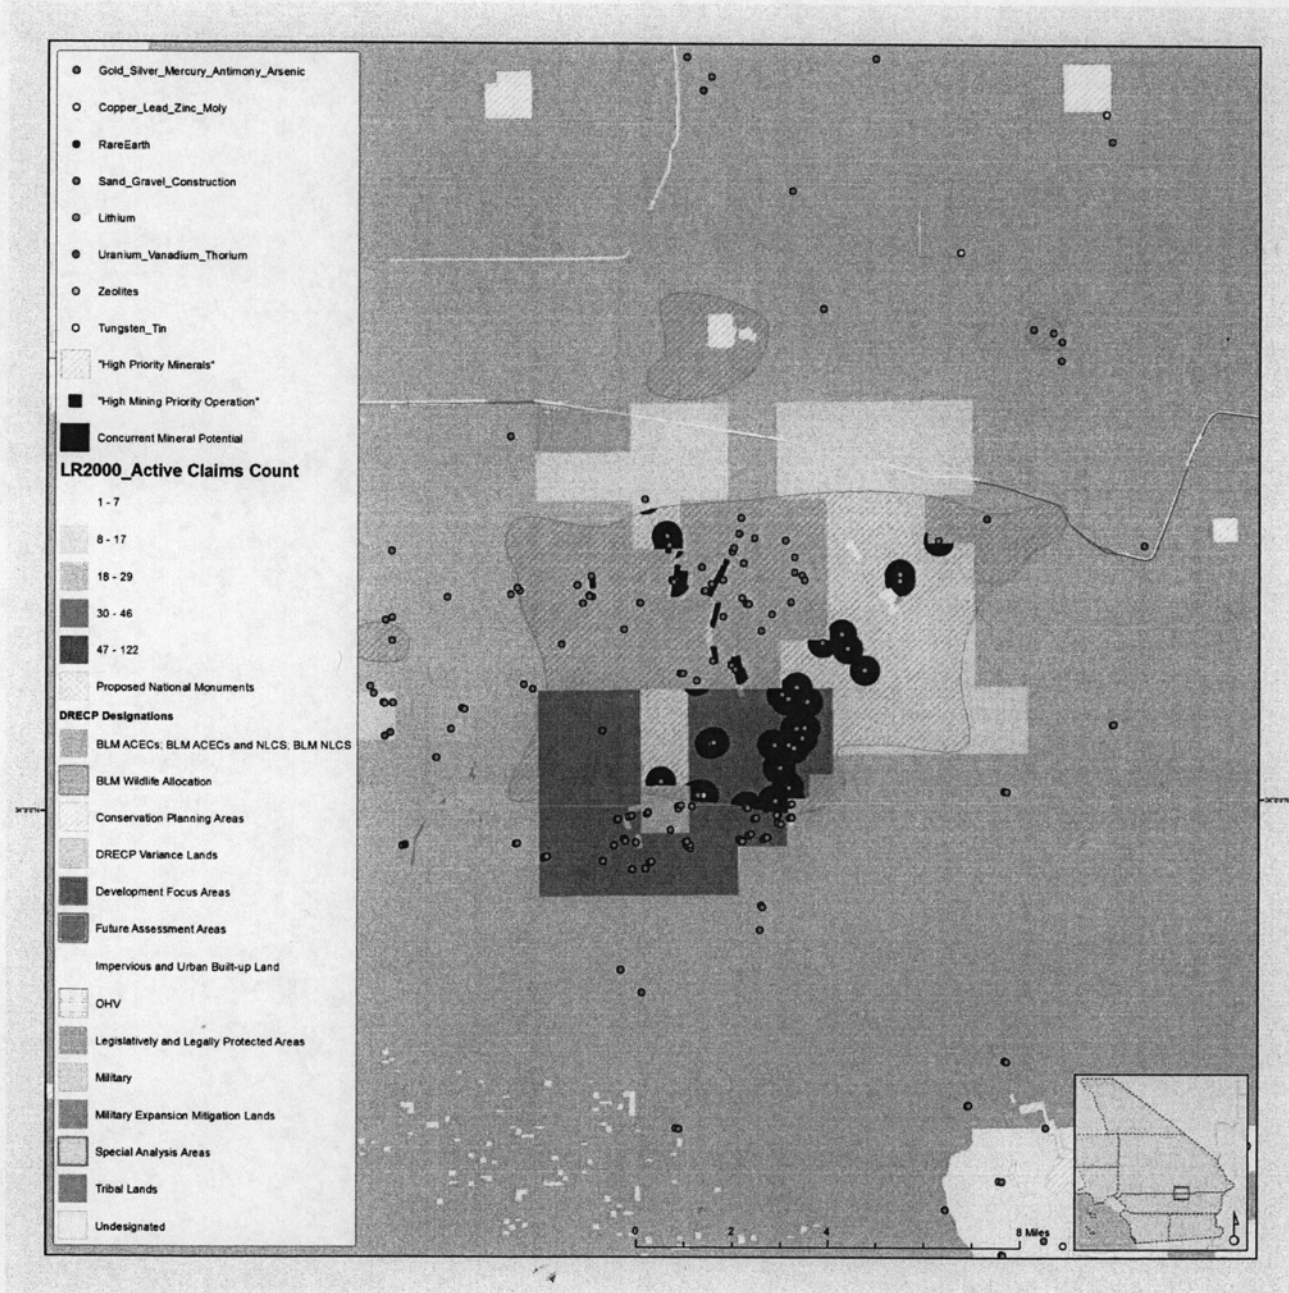 Gold_Silver_Mercury_Antimony_Arsenic
Copper_Lead_Zinc_Moly
RareEarth
Sand_Gravel_Construction
Lithium
Uranium_Vanadium_Thorium
Zeolites
Tungsten_Tin
"High Priority Minerals"
"High Mining Priority Operation"
Concurrent Mineral Potential
LR2000_Active Claims Count
1 - 7
8 - 17
18 - 29
30 - 46
47 - 122
Proposed National Monuments
DRECP Designations
BLM ACECs; BLM ACECs and NLCS; BLM NLCS
BLM Wildlife Allocation
Conservation Planning Areas
DRECP Variance Lands
Development Focus Areas
Future Assessment Areas
Impervious and Urban Built-up Land
OHV
Legislatively and Legally Protected Areas
Military
Military Expansion Mitigation Lands
Special Analysis Areas
Tribal Lands
Undesignated
0 2 4 8 Miles